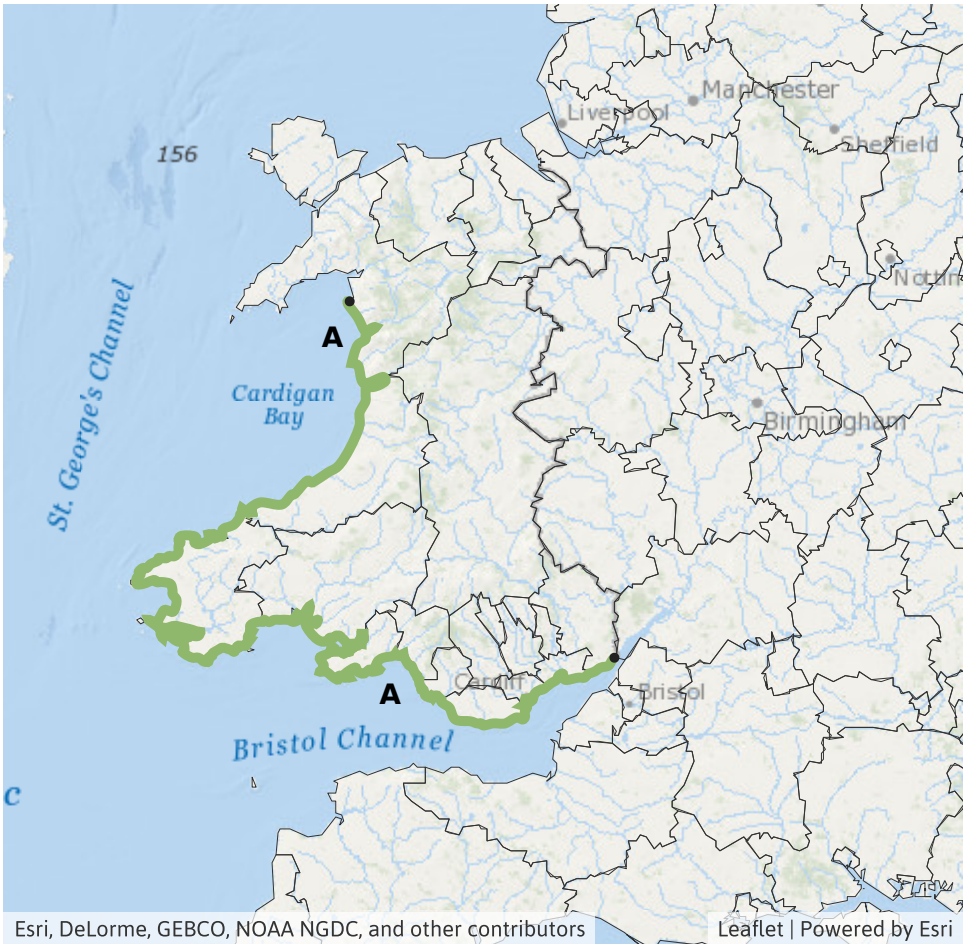 Manchester
Liverpool
Sheffield
156
Nottin
St. George's Channel
A
Cardigan
Bay
Birmingham
Cardiff
A
Bristol
Bristol Channel
c
Esri, DeLorme, GEBCO, NOAA NGDC, and other contributors
Leaflet | Powered by Esri